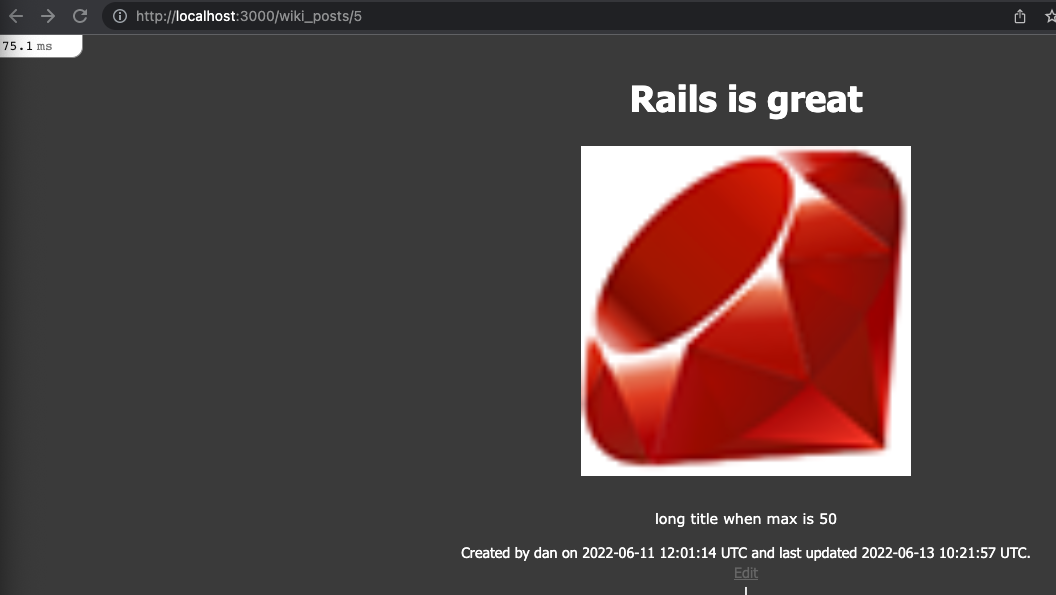 http://localhost:3000/wiki_posts/5
75.1 ms
Rails is great
long title when max is 50
Created by dan on 2022-06-11 12:01:14 UTC and last updated 2022-06-13 10:21:57 UTC.
Edit